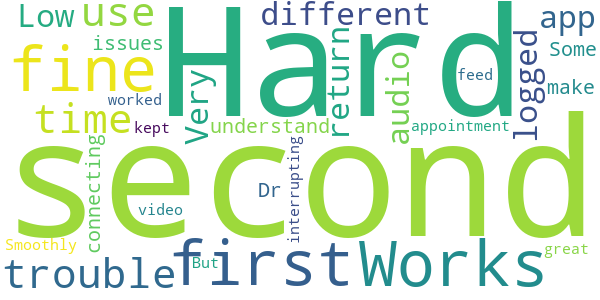 Low use different app
issues Hard Some
fine worked return feed make
time kept Very understand audio appointment logged
second
connecting interrupting
video Dr
Smoothly But first Works great
trouble